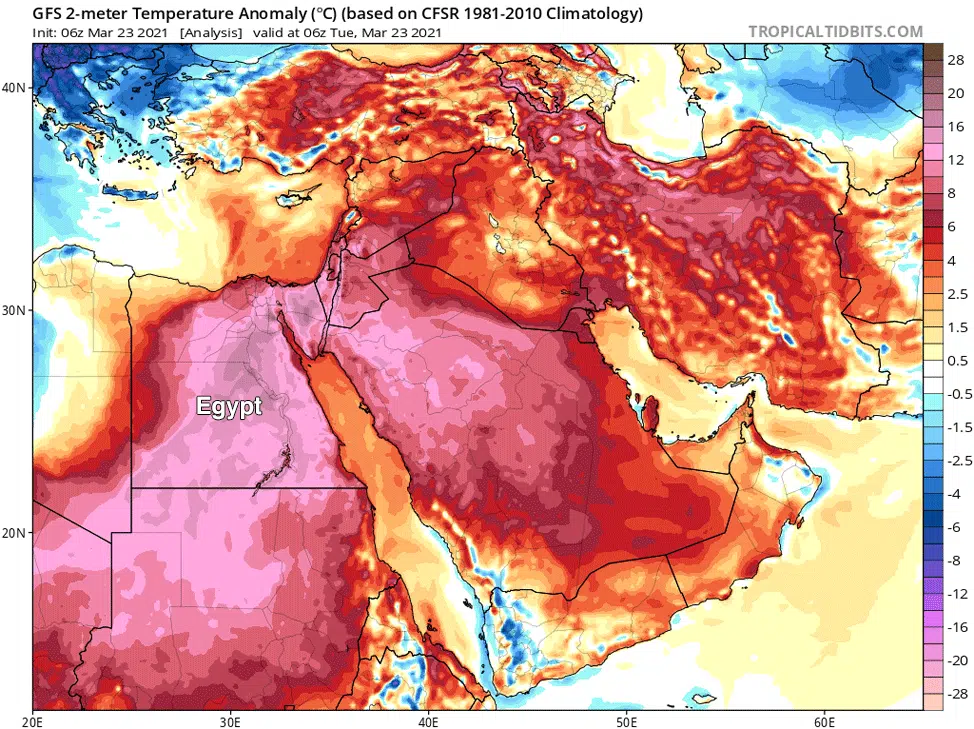 GFS 2-meter Temperature Anomaly (°C) (based on CFSR 1981-2010 Climatology)
Init: 06z Mar 23 2021 [Analysis] valid at 06z Tue, Mar 23 2021
TROPICALTIDBITS.COM
40N
30N
20N
Egypt
20E
30E
40E
50E
60E
28
20
16
12
8
6
4
2.5
1.5
0.5
-0.5
-1.5
-2.5
-4
-6
-8
-12
-16
-20
-28